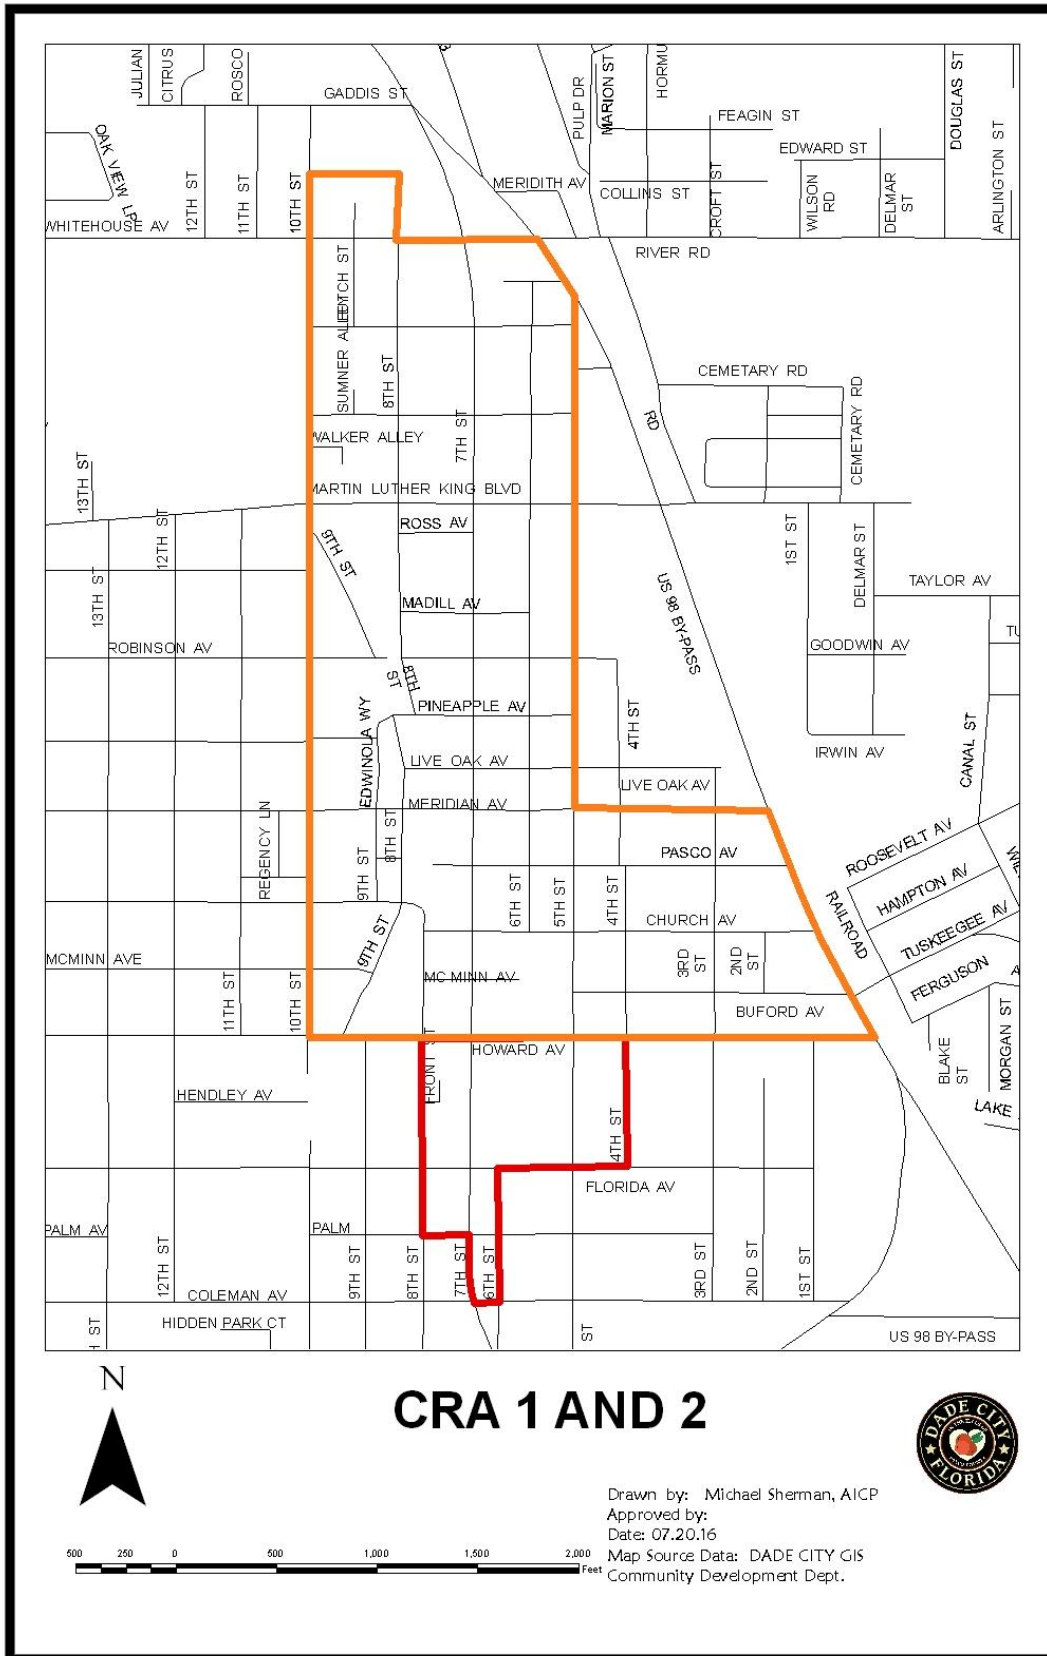 JULIAN
CITRUS
ROSCO
GADDIS ST
PULP DR
MARION ST
HORMU
FEAGIN ST
DOUGLAS ST
EDWARD ST
OAK VIEW LP
12TH ST
11TH ST
10TH ST
MERIDITH AV
COLLINS ST
CROFT ST
WILSON RD
DELMAR ST
ARLINGTON ST
WHITEHOUSE AV
RIVER RD
SUMNER ALLEY
8TH ST
CEMETARY RD
CEMETARY RD
RD
7TH ST
WALKER ALLEY
13TH ST
MARTIN LUTHER KING BLVD
12TH ST
9TH ST
ROSS AV
1ST ST
DELMAR ST
US 98 BY-PASS
TAYLOR AV
13TH ST
MADILL AV
ROBINSON AV
GOODWIN AV
TU
8TH ST
PINEAPPLE AV
EDWINOLA WY
4TH ST
CANAL ST
LIVE OAK AV
IRWIN AV
LIVE OAK AV
MERIDIAN AV
REGENCY LN
8TH ST
9TH ST
PASCO AV
ROOSEVELT AV
HAMPTON AV
TUSKEEGEE AV
FERGUSON
RAILROAD
WIE
A
6TH ST
5TH ST
4TH ST
CHURCH AV
9TH ST
MCMINN AVE
MC MINN AV
3RD ST
2ND ST
11TH ST
10TH ST
BUFORD AV
HOWARD AV
FRONT ST
BLAKE ST
MORGAN ST
HENDLEY AV
LAKE
4TH ST
FLORIDA AV
PALM AV
PALM
12TH ST
9TH ST
8TH ST
7TH ST
6TH ST
3RD ST
2ND ST
1ST ST
COLEMAN AV
HIDDEN PARK CT
H ST
ST
US 98 BY-PASS
N
CRA 1 AND 2
DADE CITY
FLORIDA
Drawn by: Michael Sherman, AICP
Approved by:
Date: 07.20.16
Map Source Data: DADE CITY GIS
Community Development Dept.
500 250 0 500 1,000 1,500 2,000
Feet